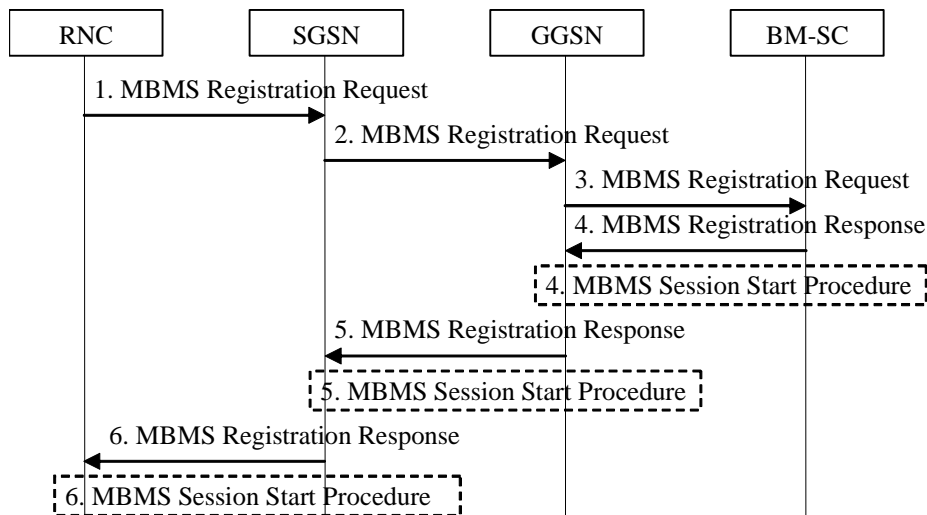 RNC
SGSN
GGSN
BM-SC
1. MBMS Registration Request
2. MBMS Registration Request
3. MBMS Registration Request
4. MBMS Registration Response
4. MBMS Session Start Procedure
5. MBMS Registration Response
5. MBMS Session Start Procedure
6. MBMS Registration Response
6. MBMS Session Start Procedure